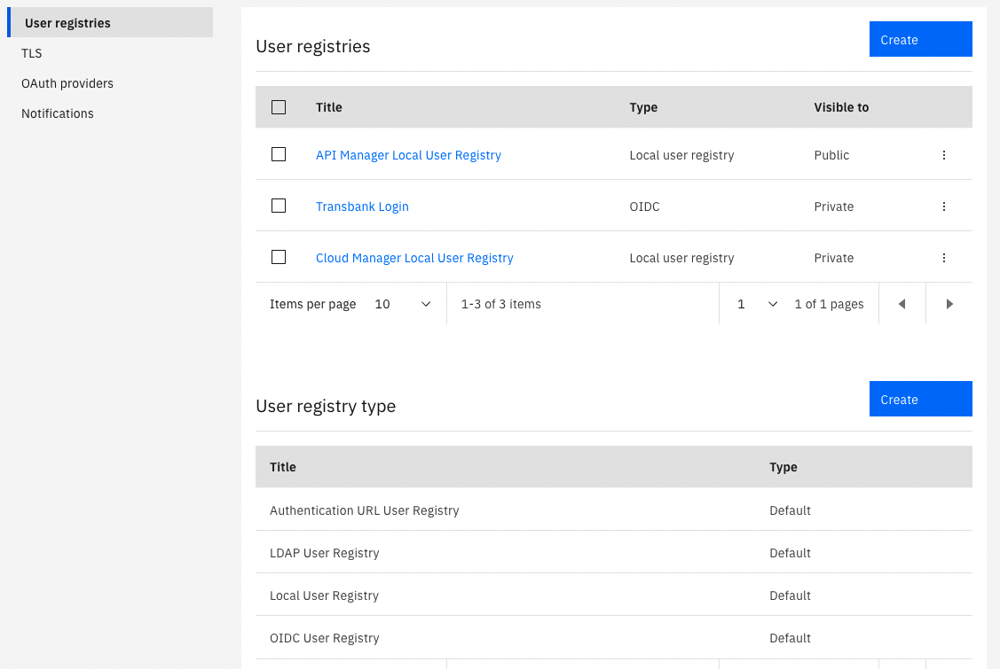 User registries
TLS
OAuth providers
Notifications
User registries
Create
Title Type Visible to
API Manager Local User Registry Local user registry Public
Transbank Login OIDC Private
Cloud Manager Local User Registry Local user registry Private
Items per page 10 1-3 of 3 items 1 1 of 1 pages
User registry type
Create
Title Type
Authentication URL User Registry Default
LDAP User Registry Default
Local User Registry Default
OIDC User Registry Default